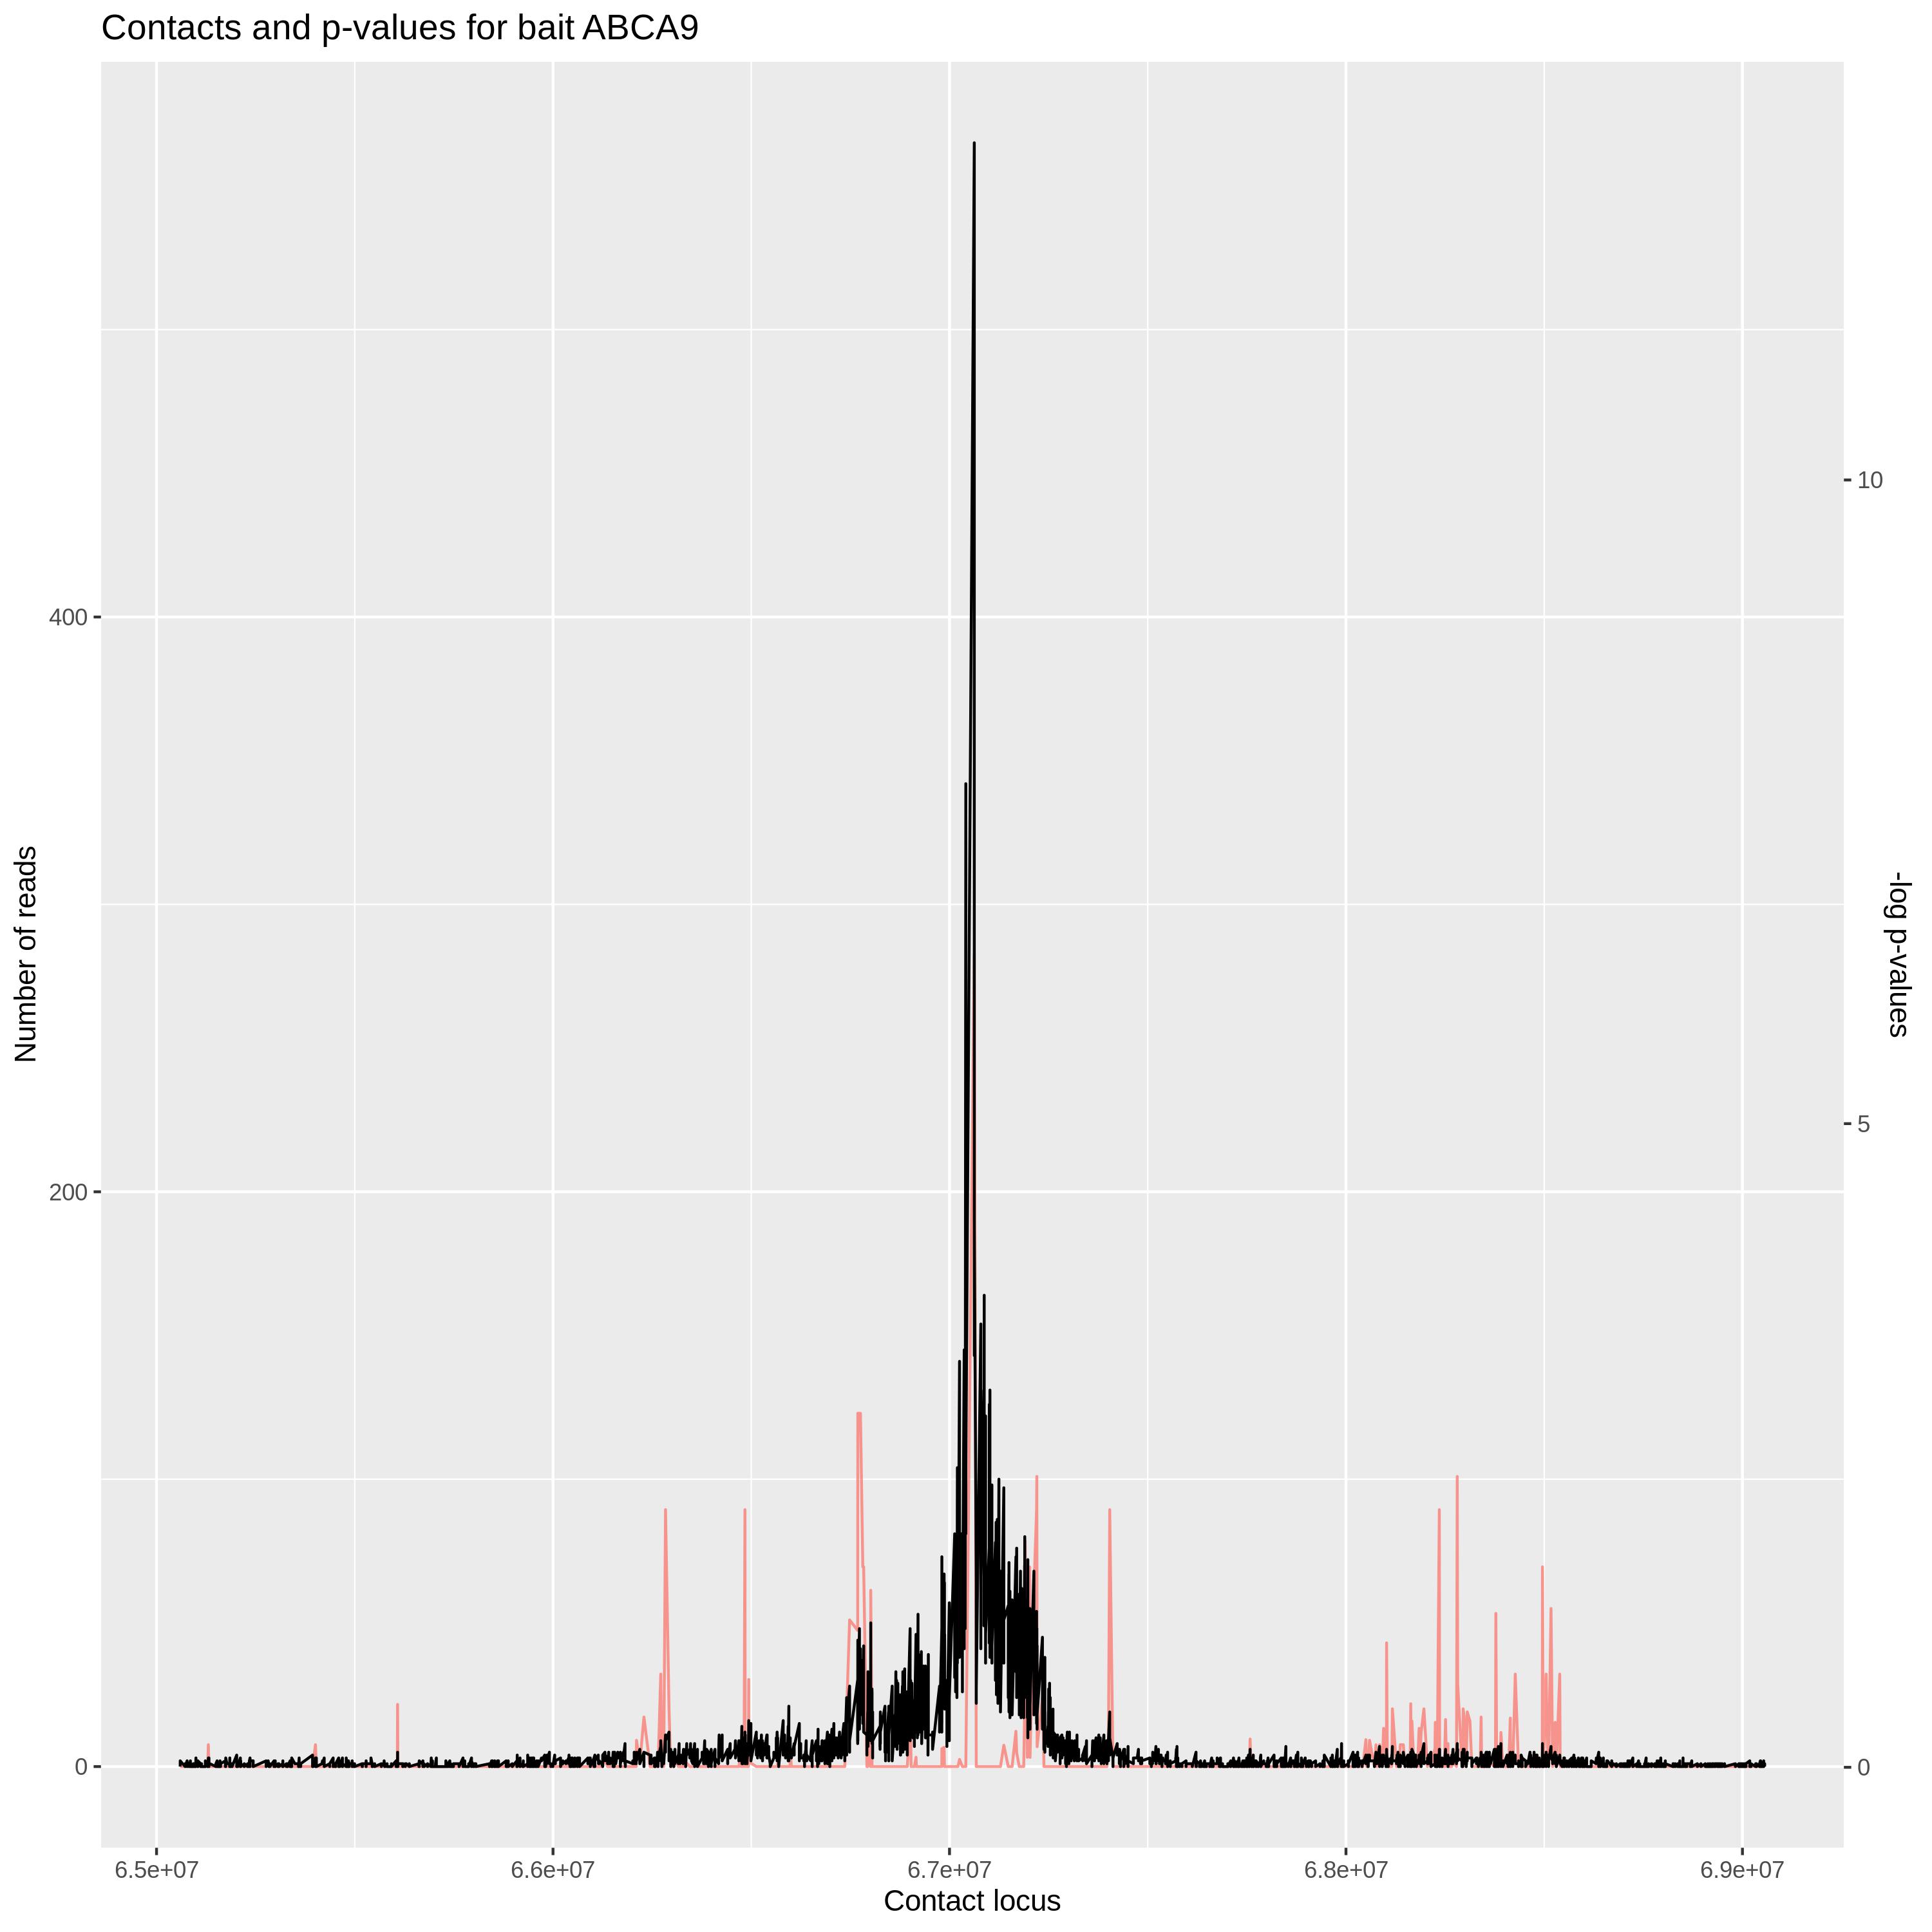 Contacts and p-values for bait ABCA9
Number of reads
400
200
0
10
5
0
-log p-values
6.5e+07
6.6e+07
6.7e+07
6.8e+07
6.9e+07
Contact locus